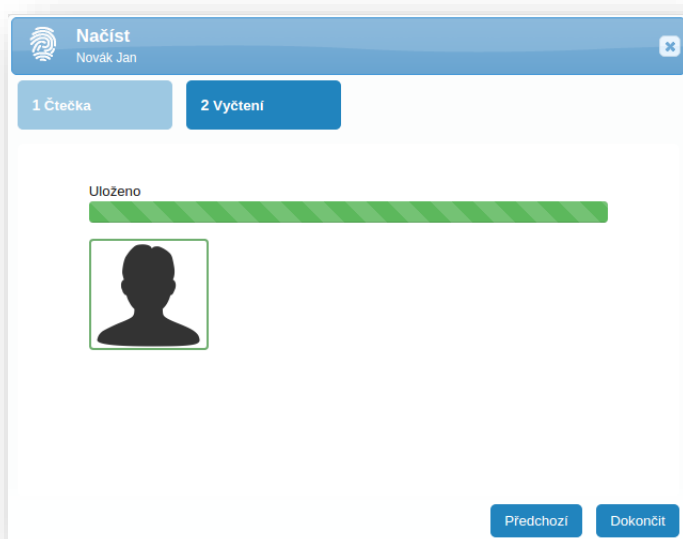 Načíst
Novák Jan
1 Čtečka
2 Vyčtení
Uloženo
Předchozí
Dokončit